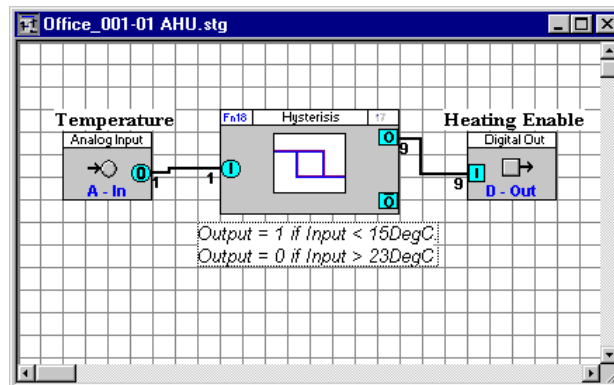 Office_001-01 AHU.stg
Temperature
Analog Input
O
A - In
1
1
I
Fn18 Hysterisis 17
O
9
O
Output = 1 if Input < 15DegC.
Output = 0 if Input > 23DegC
Heating Enable
Digital Out
9
I
D - Out